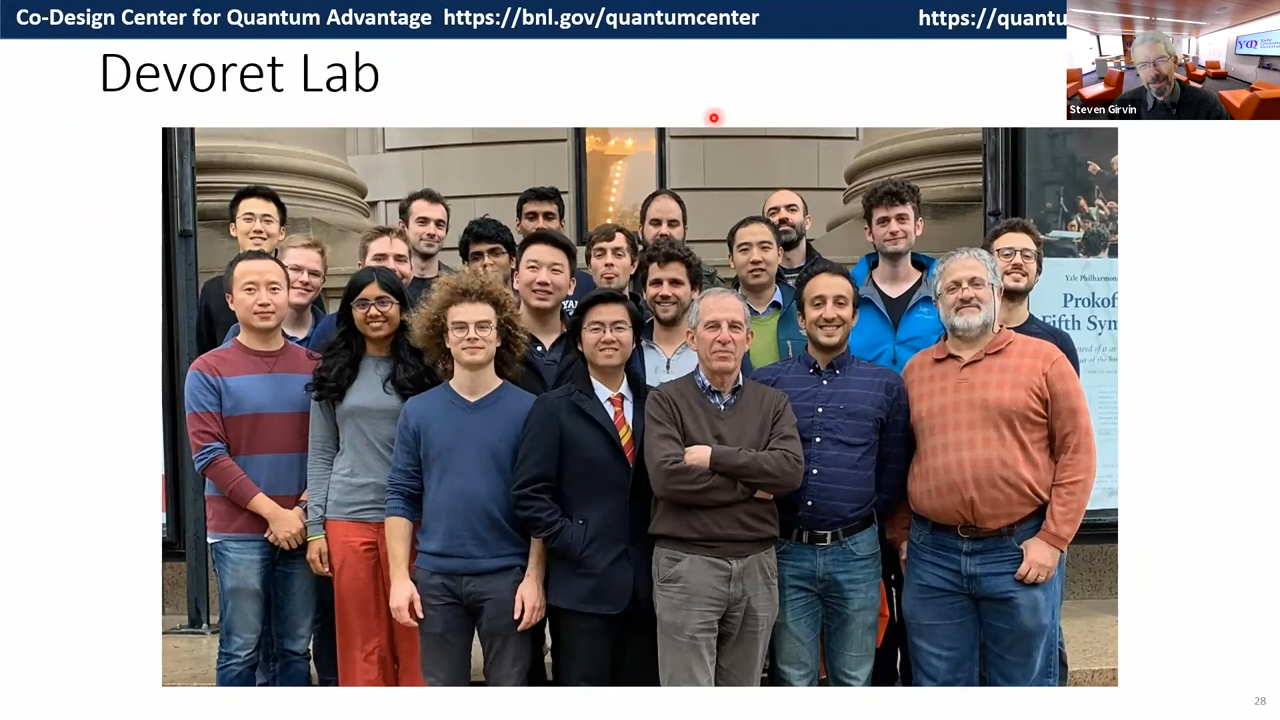 Co-Design Center for Quantum Advantage https://bnl.gov/quantumcenter
https://quantu
Steven Girvin
Devoret Lab
Yale Philharmon
Prokof
Fifth Sym
28